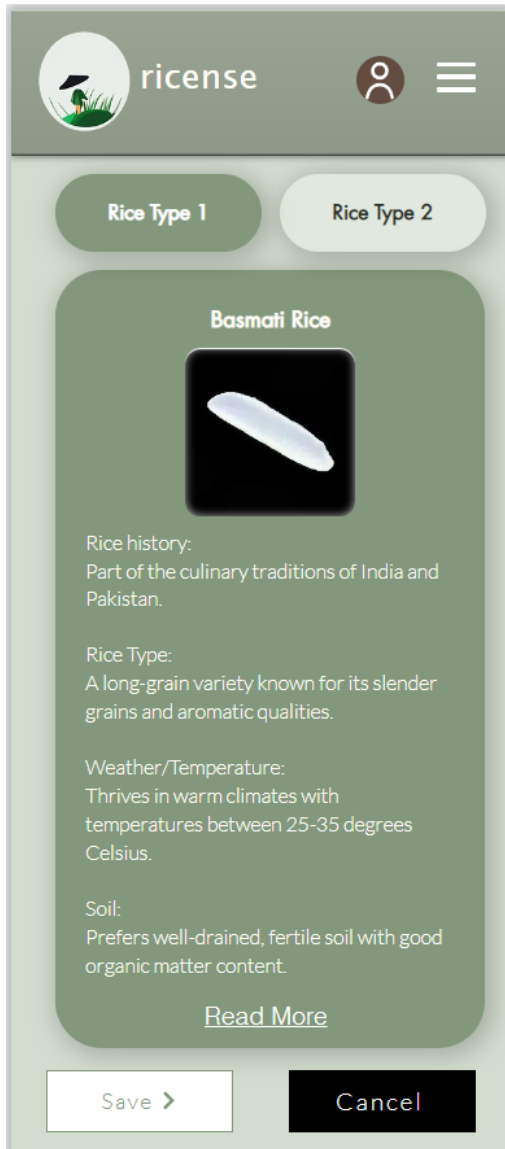 ricense
Rice Type 1
Rice Type 2
Basmati Rice
Rice history:
Part of the culinary traditions of India and
Pakistan.
Rice Type:
A long-grain variety known for its slender
grains and aromatic qualities.
Weather/Temperature:
Thrives in warm climates with
temperatures between 25-35 degrees
Celsius.
Soil:
Prefers well-drained, fertile soil with good
organic matter content.
Read More
Save
Cancel